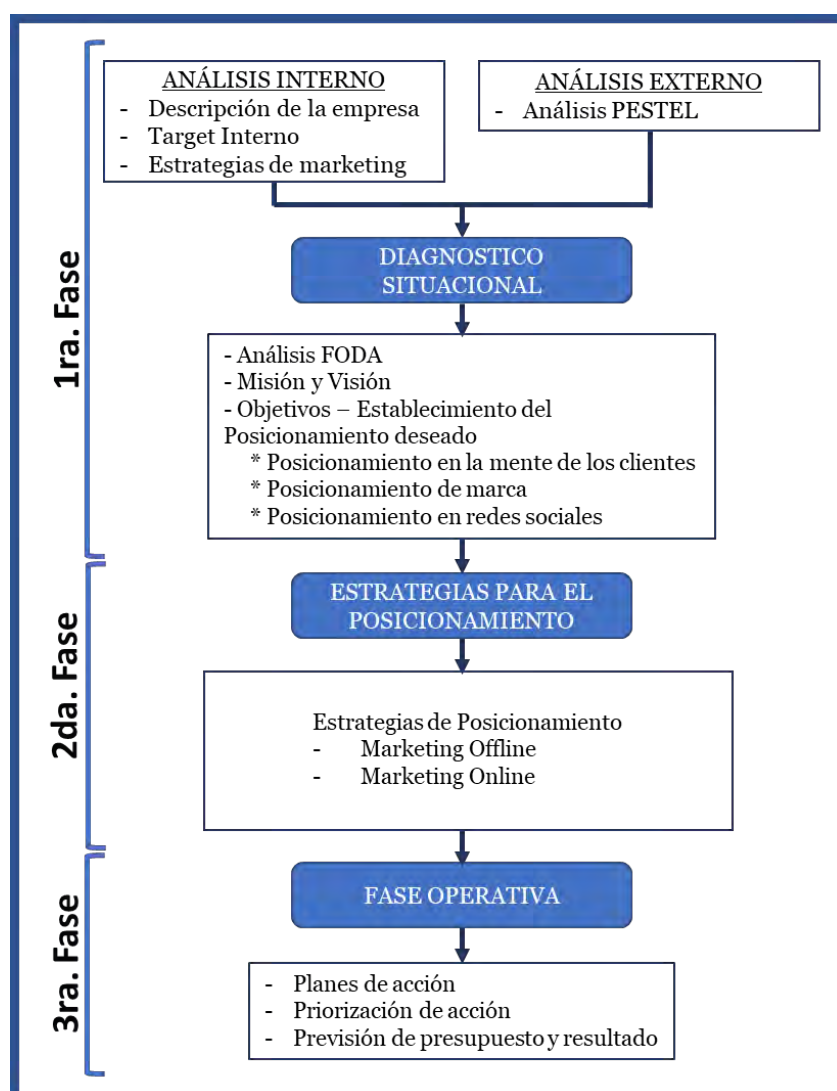 1ra. Fase
ANÁLISIS INTERNO
- Descripción de la empresa
- Target Interno
- Estrategias de marketing
ANÁLISIS EXTERNO
- Análisis PESTEL
DIAGNOSTICO
SITUACIONAL
- Análisis FODA
- Misión y Visión
- Objetivos – Establecimiento del
Posicionamiento deseado
* Posicionamiento en la mente de los clientes
* Posicionamiento de marca
* Posicionamiento en redes sociales
2da. Fase
ESTRATEGIAS PARA EL
POSICIONAMIENTO
Estrategias de Posicionamiento
- Marketing Offline
- Marketing Online
3ra. Fase
FASE OPERATIVA
- Planes de acción
- Priorización de acción
- Previsión de presupuesto y resultado